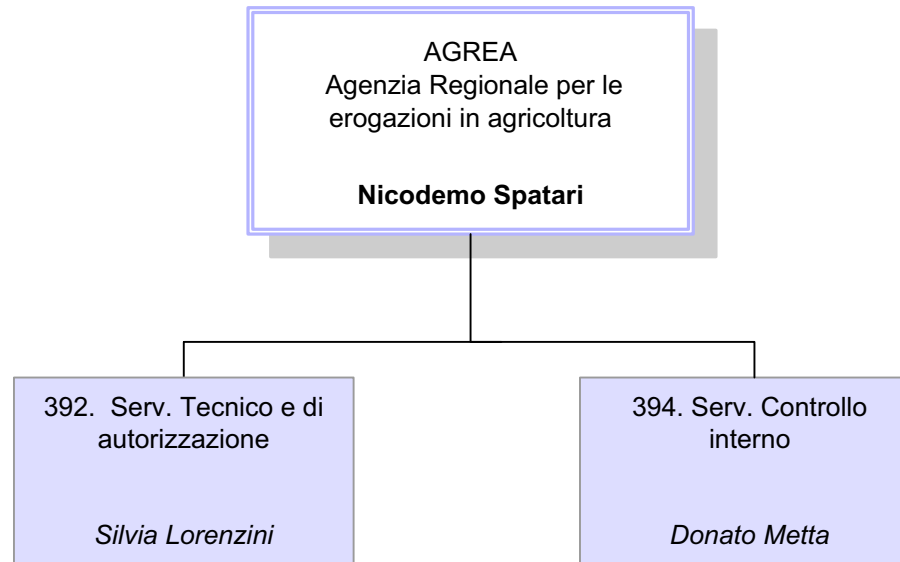 AGREA
Agenzia Regionale per le
erogazioni in agricoltura
Nicodemo Spatari
392. Serv. Tecnico e di
autorizzazione
Silvia Lorenzini
394. Serv. Controllo
interno
Donato Metta